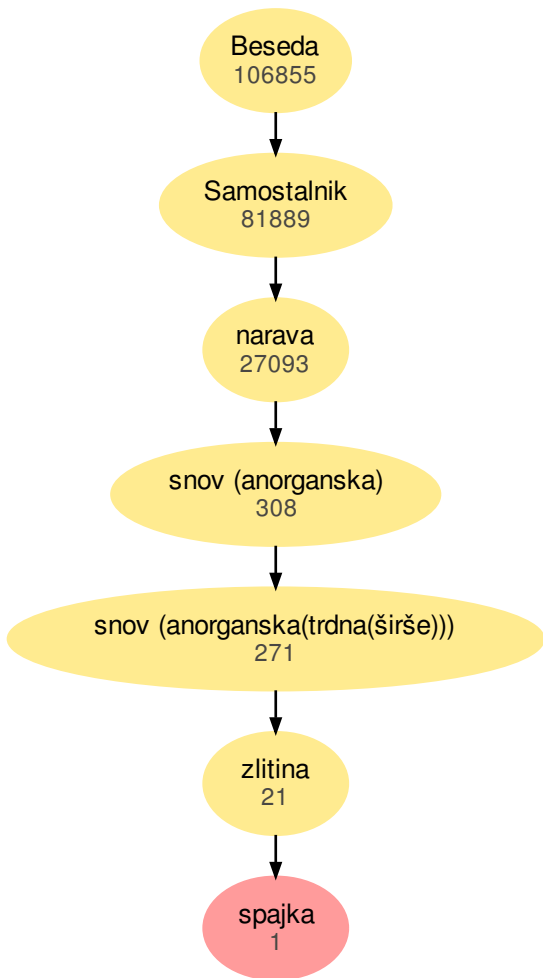 Beseda
106855
Samostalnik
81889
narava
27093
snov (anorganska)
308
snov (anorganska(trdna(širše)))
271
zlitina
21
spajka
1